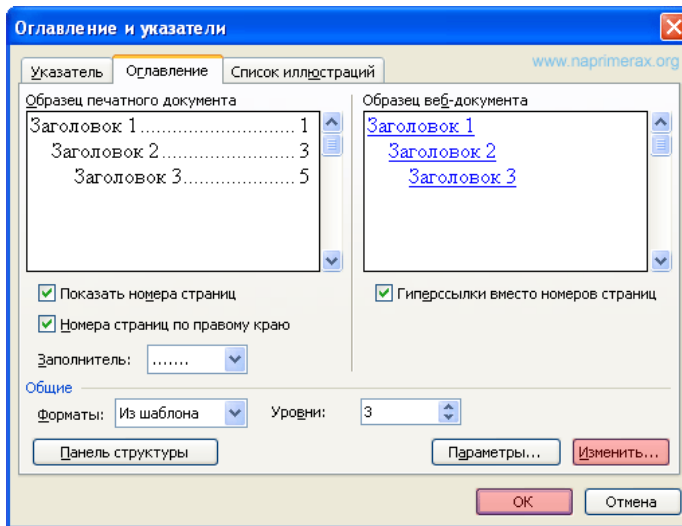 Оглавление и указатели
www.naprimerax.org
Указатель Оглавление Список иллюстраций
Образец печатного документа
Заголовок 1.......................... 1
Заголовок 2...................... 3
Заголовок 3.................... 5
Образец веб-документа
Заголовок 1
Заголовок 2
Заголовок 3
Показать номера страниц
Номера страниц по правому краю
Гиперссылки вместо номеров страниц
Заполнитель: .......
Общие
Форматы: Из шаблона Уровни: 3
Панель структуры Параметры... Изменить...
ОК Отмена